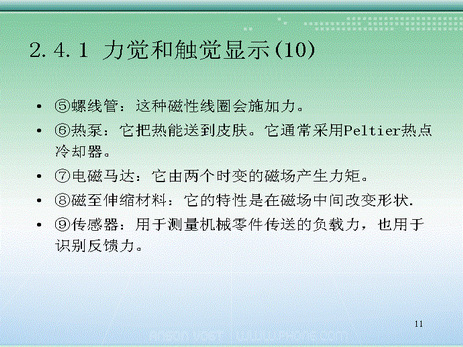 2.4.1 力觉和触觉显示(10)
• ⑤螺线管：这种磁性线圈会施加力。
• ⑥热泵：它把热能送到皮肤。它通常采用Peltier热点
冷却器。
• ⑦电磁马达：它由两个时变的磁场产生力矩。
• ⑧磁至伸缩材料：它的特性是在磁场中间改变形状.
• ⑨传感器：用于测量机械零件传送的负载力，也用于
识别反馈力。
11